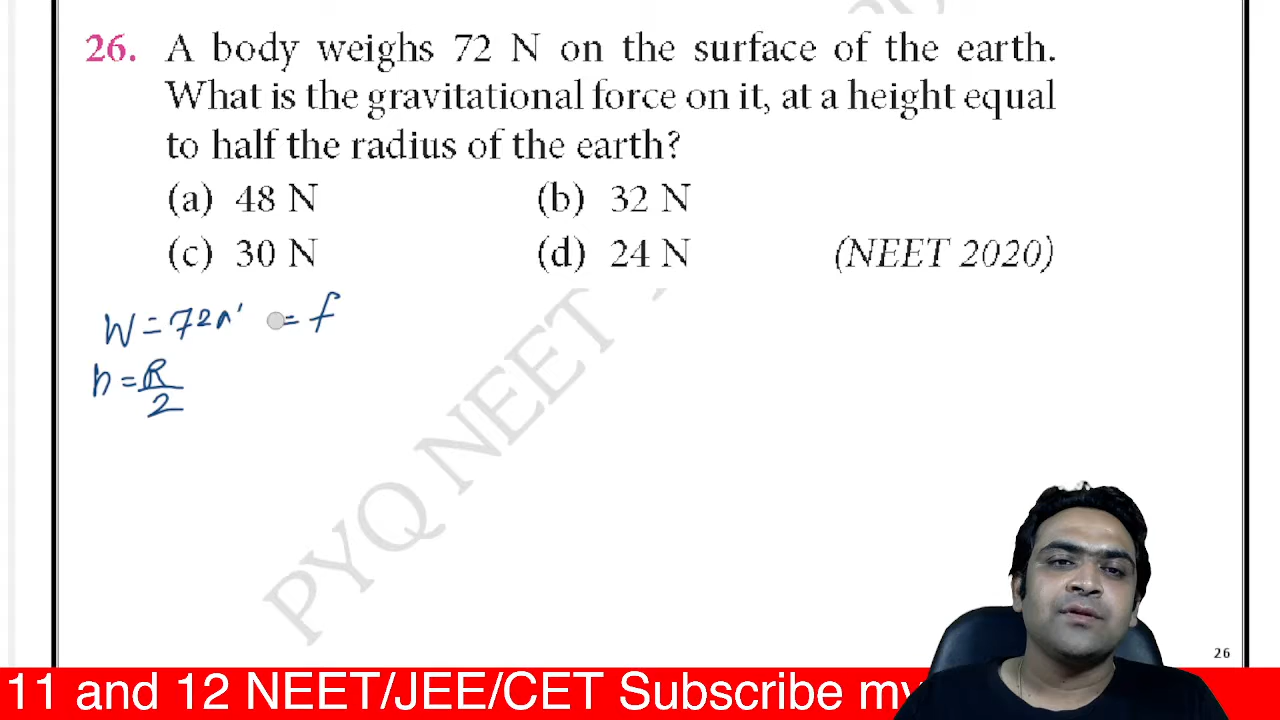 26. A body weighs 72 N on the surface of the earth.
What is the gravitational force on it, at a height equal
to half the radius of the earth?
(a) 48 N (b) 32 N
(c) 30 N (d) 24 N (NEET 2020)
W = 72N = f
h = R/2
PYQ NEET
26
11 and 12 NEET/JEE/CET Subscribe my